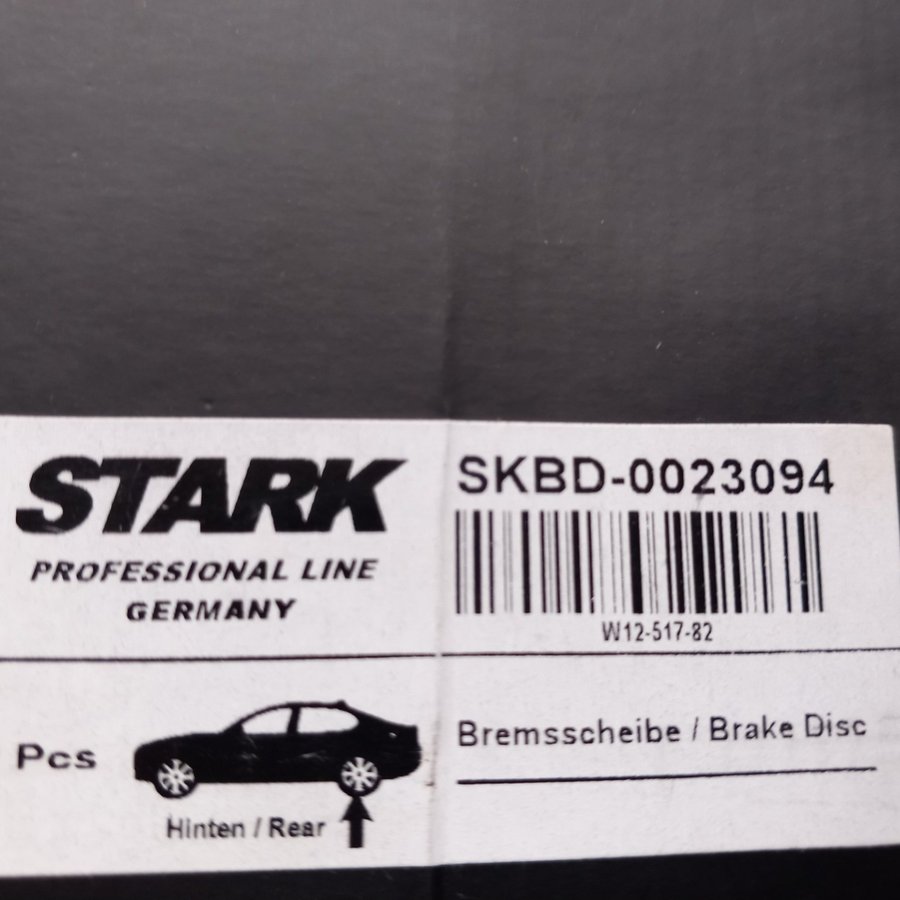 STARK
PROFESSIONAL LINE
GERMANY
SKBD-0023094
W12-517-82
Pcs
Hinten / Rear
Bremsscheibe / Brake Disc